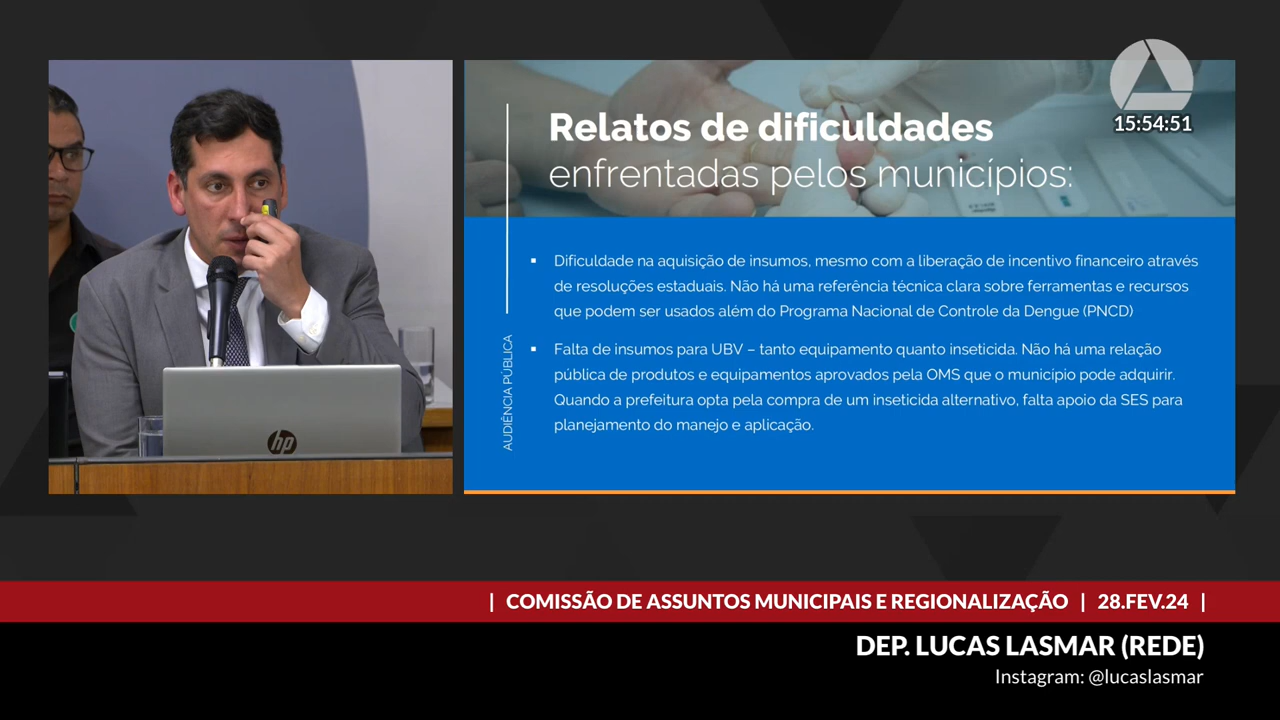 15:54:51
Relatos de dificuldades
enfrentadas pelos municípios:
▪ Dificuldade na aquisição de insumos, mesmo com a liberação de incentivo financeiro através
de resoluções estaduais. Não há uma referência técnica clara sobre ferramentas e recursos
que podem ser usados além do Programa Nacional de Controle da Dengue (PNCD)
▪ Falta de insumos para UBV – tanto equipamento quanto inseticida. Não há uma relação
pública de produtos e equipamentos aprovados pela OMS que o município pode adquirir.
Quando a prefeitura opta pela compra de um inseticida alternativo, falta apoio da SES para
planejamento do manejo e aplicação.
AUDIÊNCIA PÚBLICA
hp
| COMISSÃO DE ASSUNTOS MUNICIPAIS E REGIONALIZAÇÃO | 28.FEV.24 |
DEP. LUCAS LASMAR (REDE)
Instagram: @lucaslasmar